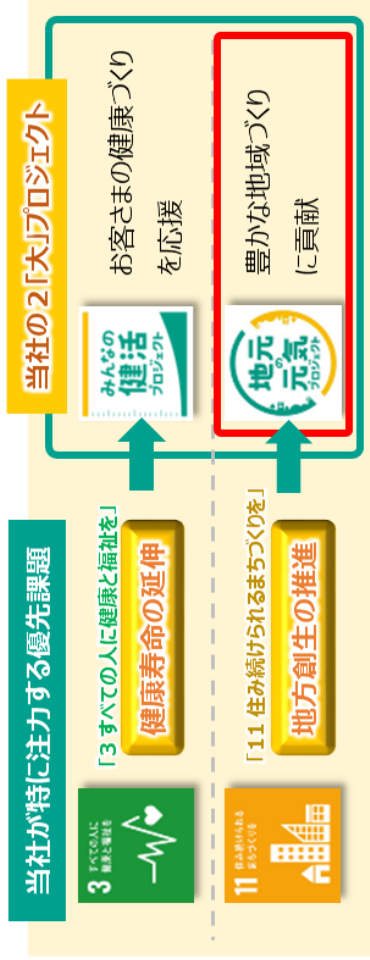 当社が特に注力する優先課題
3 すべての人に
健康と福祉を
「3 すべての人に健康と福祉を」
健康寿命の延伸
11 住み続けられる
まちづくりを
「11 住み続けられるまちづくりを」
地方創生の推進
当社の2「大」プロジェクト
みんなの
健活
プロジェクト
お客さまの健康づくり
を応援
地元の
元気
プロジェクト
豊かな地域づくり
に貢献